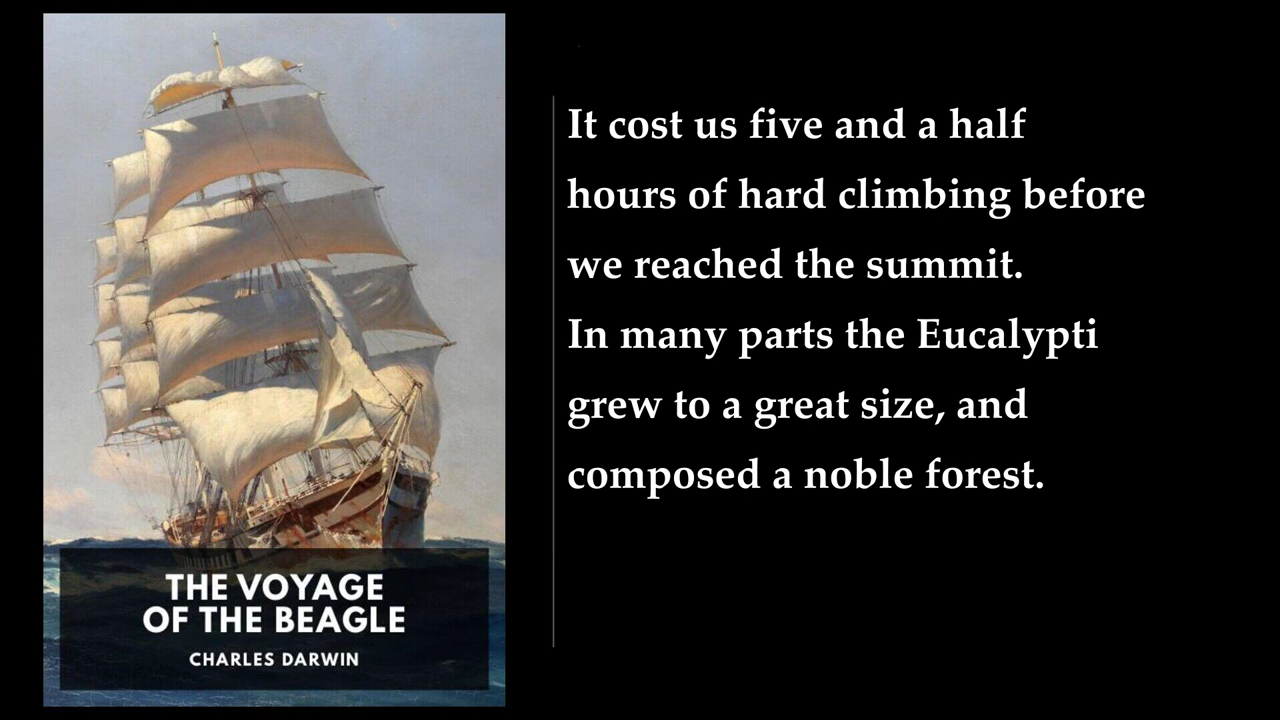 THE VOYAGE
OF THE BEAGLE
CHARLES DARWIN
It cost us five and a half
hours of hard climbing before
we reached the summit.
In many parts the Eucalypti
grew to a great size, and
composed a noble forest.